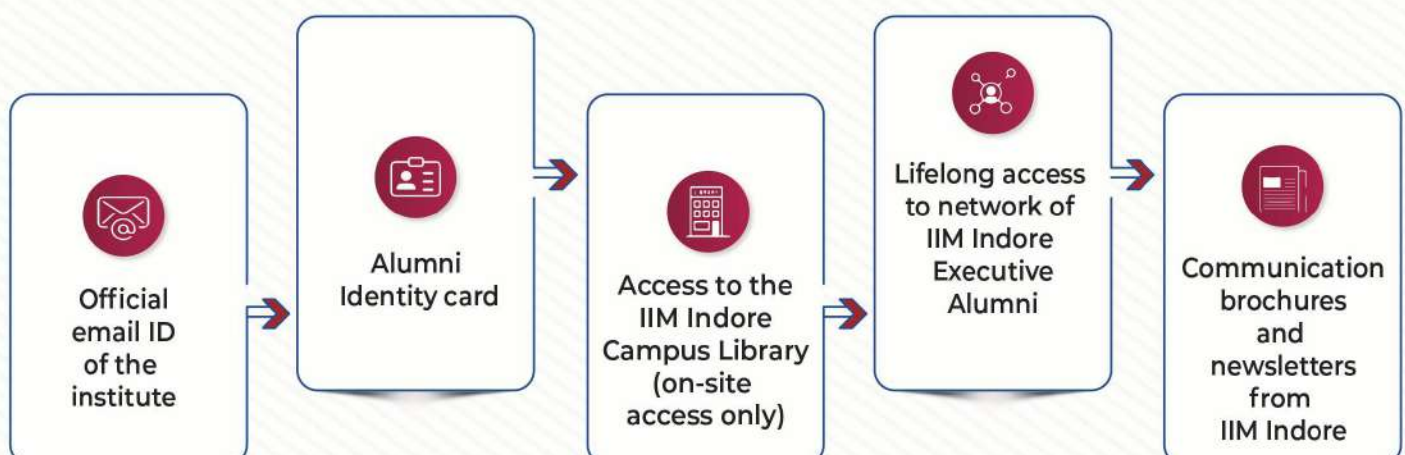 Official
email ID
of the
institute
Alumni
Identity card
Access to the
IIM Indore
Campus Library
(on-site
access only)
Lifelong access
to network of
IIM Indore
Executive
Alumni
Communication
brochures
and
newsletters
from
IIM Indore